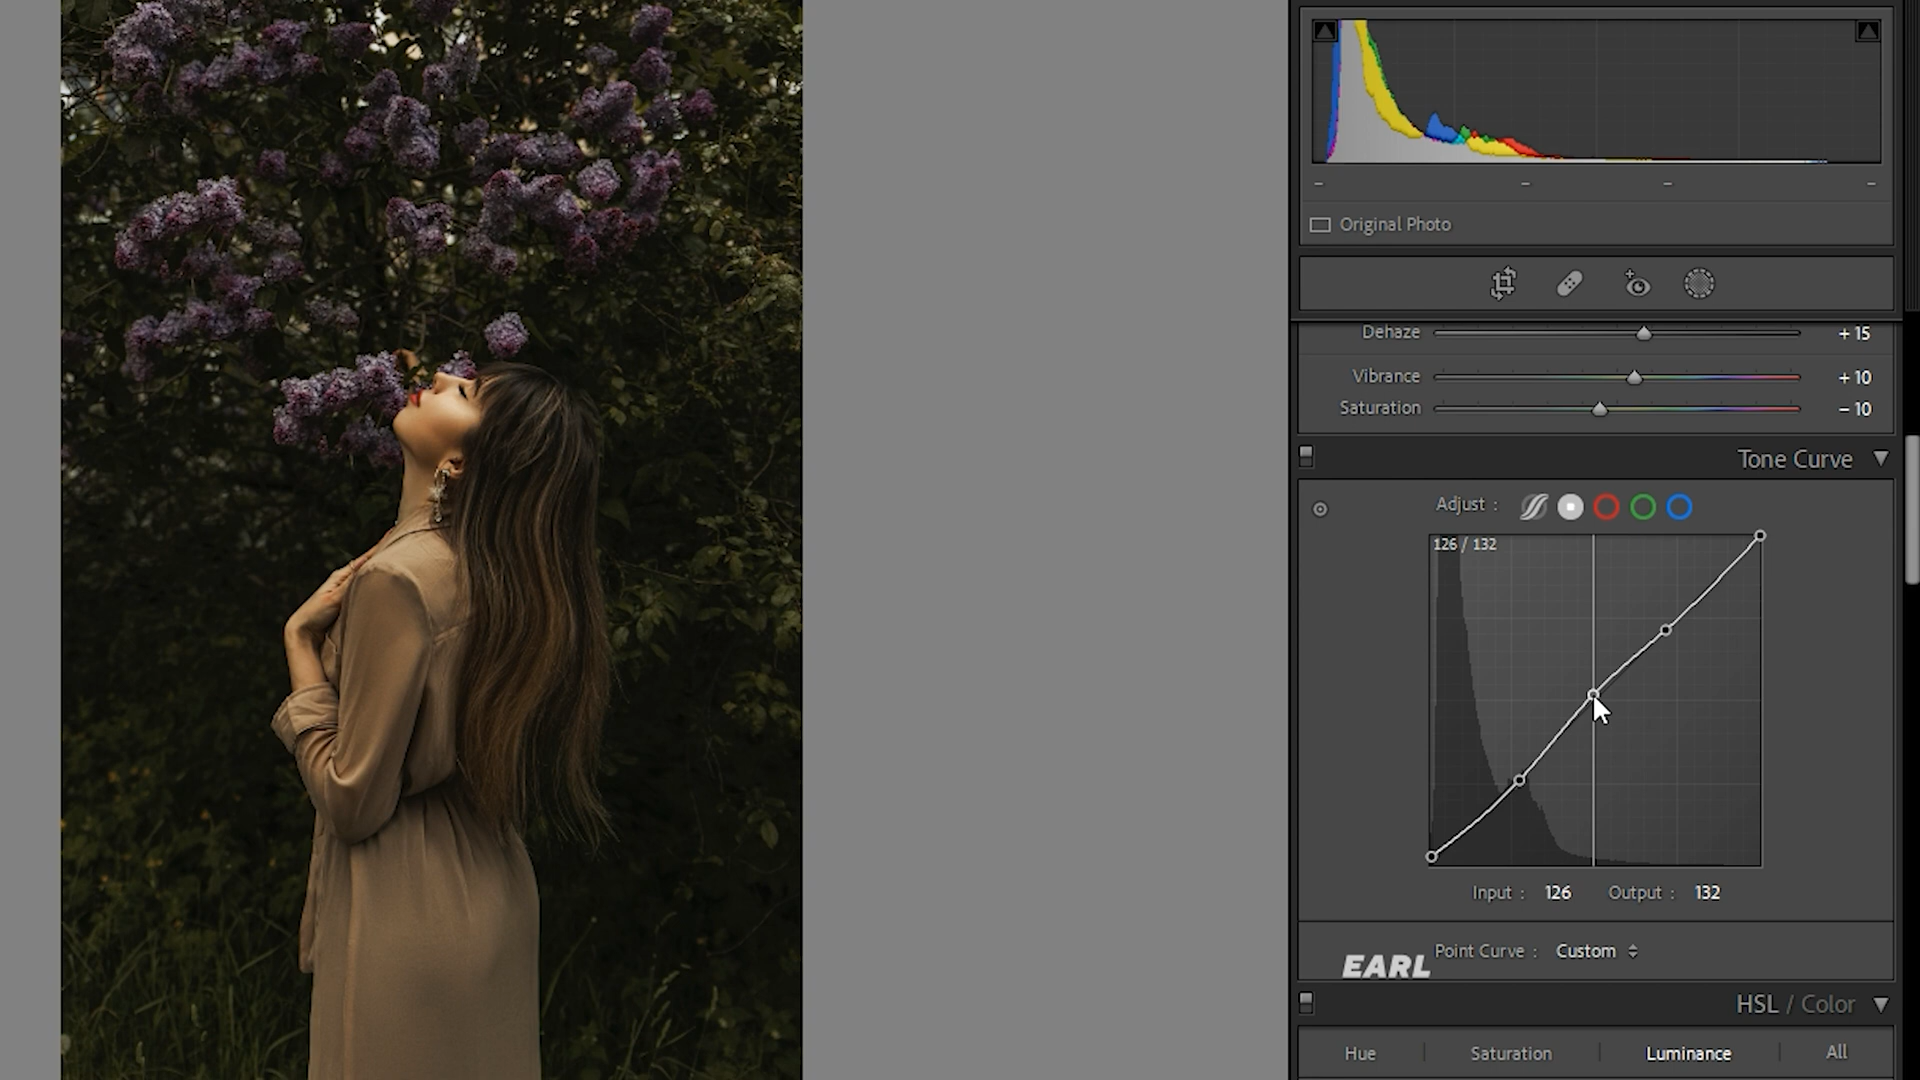 Original Photo
Dehaze + 15
Vibrance + 10
Saturation – 10
Tone Curve
Adjust :
126 / 132
Input : 126 Output : 132
Point Curve : Custom
EARL
HSL / Color
Hue Saturation Luminance All